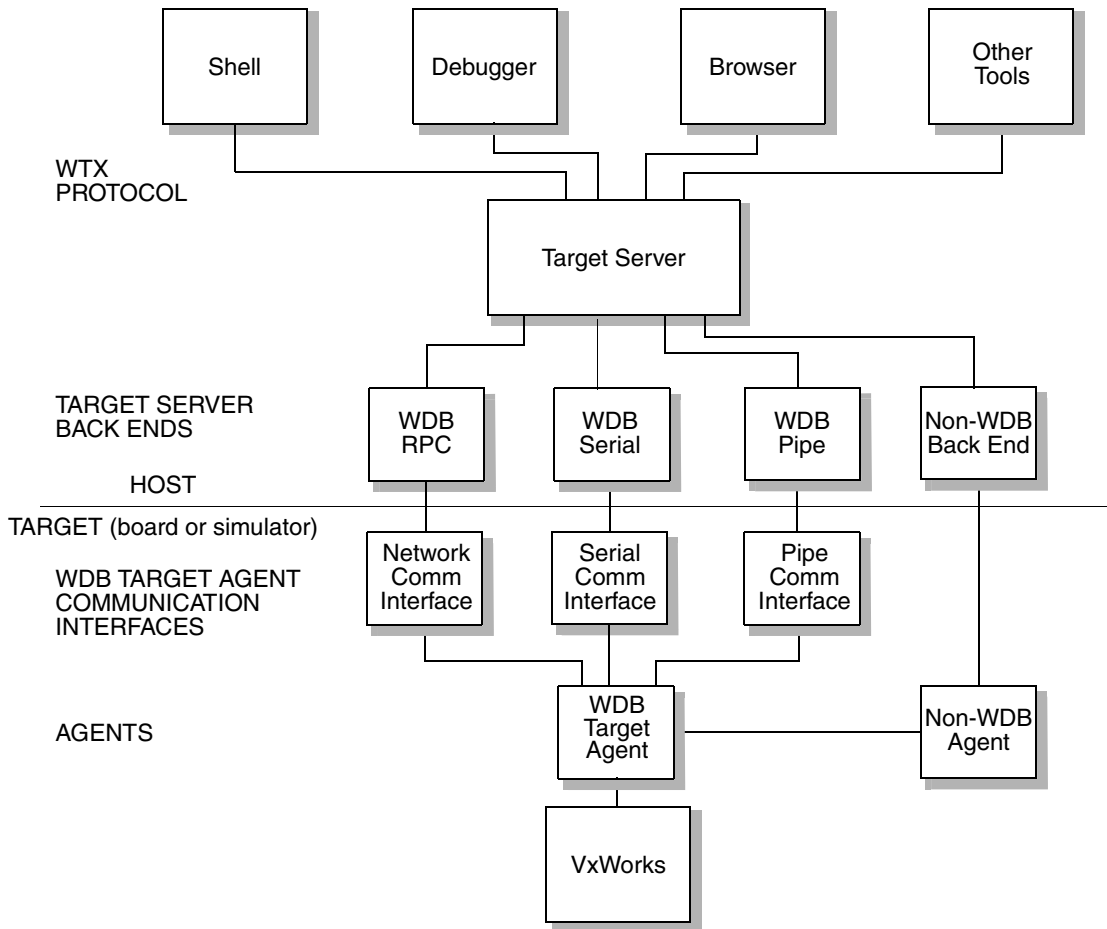 Shell
Debugger
Browser
Other
Tools
WTX
PROTOCOL
Target Server
TARGET SERVER
BACK ENDS
WDB
RPC
WDB
Serial
WDB
Pipe
Non-WDB
Back End
HOST
TARGET (board or simulator)
WDB TARGET AGENT
COMMUNICATION
INTERFACES
Network
Comm
Interface
Serial
Comm
Interface
Pipe
Comm
Interface
AGENTS
WDB
Target
Agent
Non-WDB
Agent
VxWorks